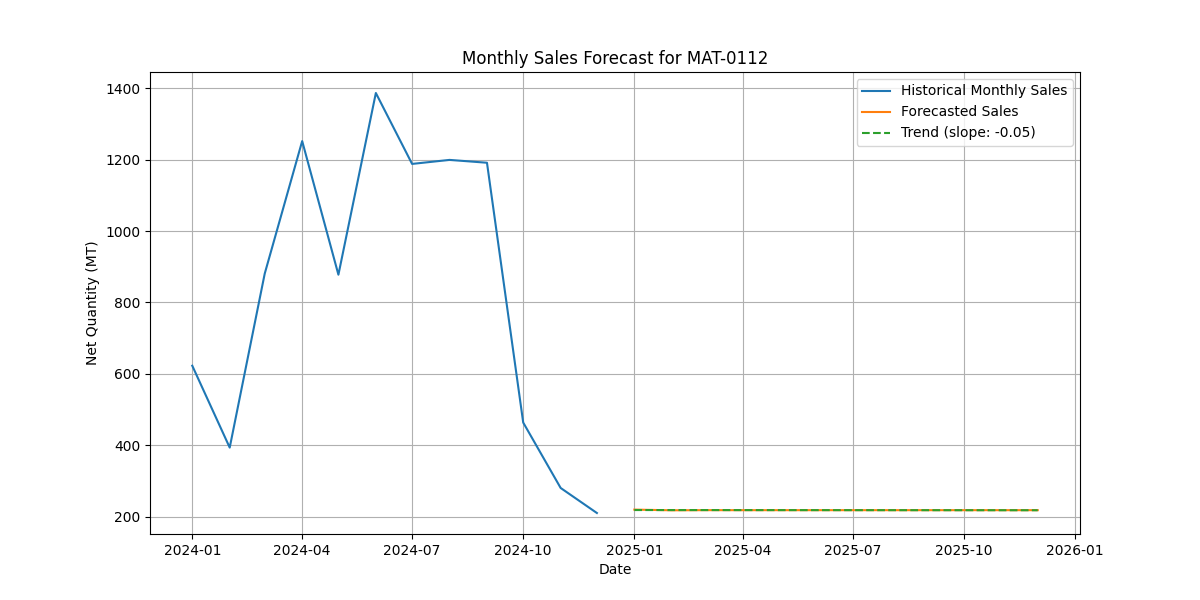 Monthly Sales Forecast for MAT-0112
Historical Monthly Sales
Forecasted Sales
Trend (slope: -0.05)
1400
1200
1000
800
600
400
200
Net Quantity (MT)
2024-01 2024-04 2024-07 2024-10 2025-01 2025-04 2025-07 2025-10 2026-01
Date